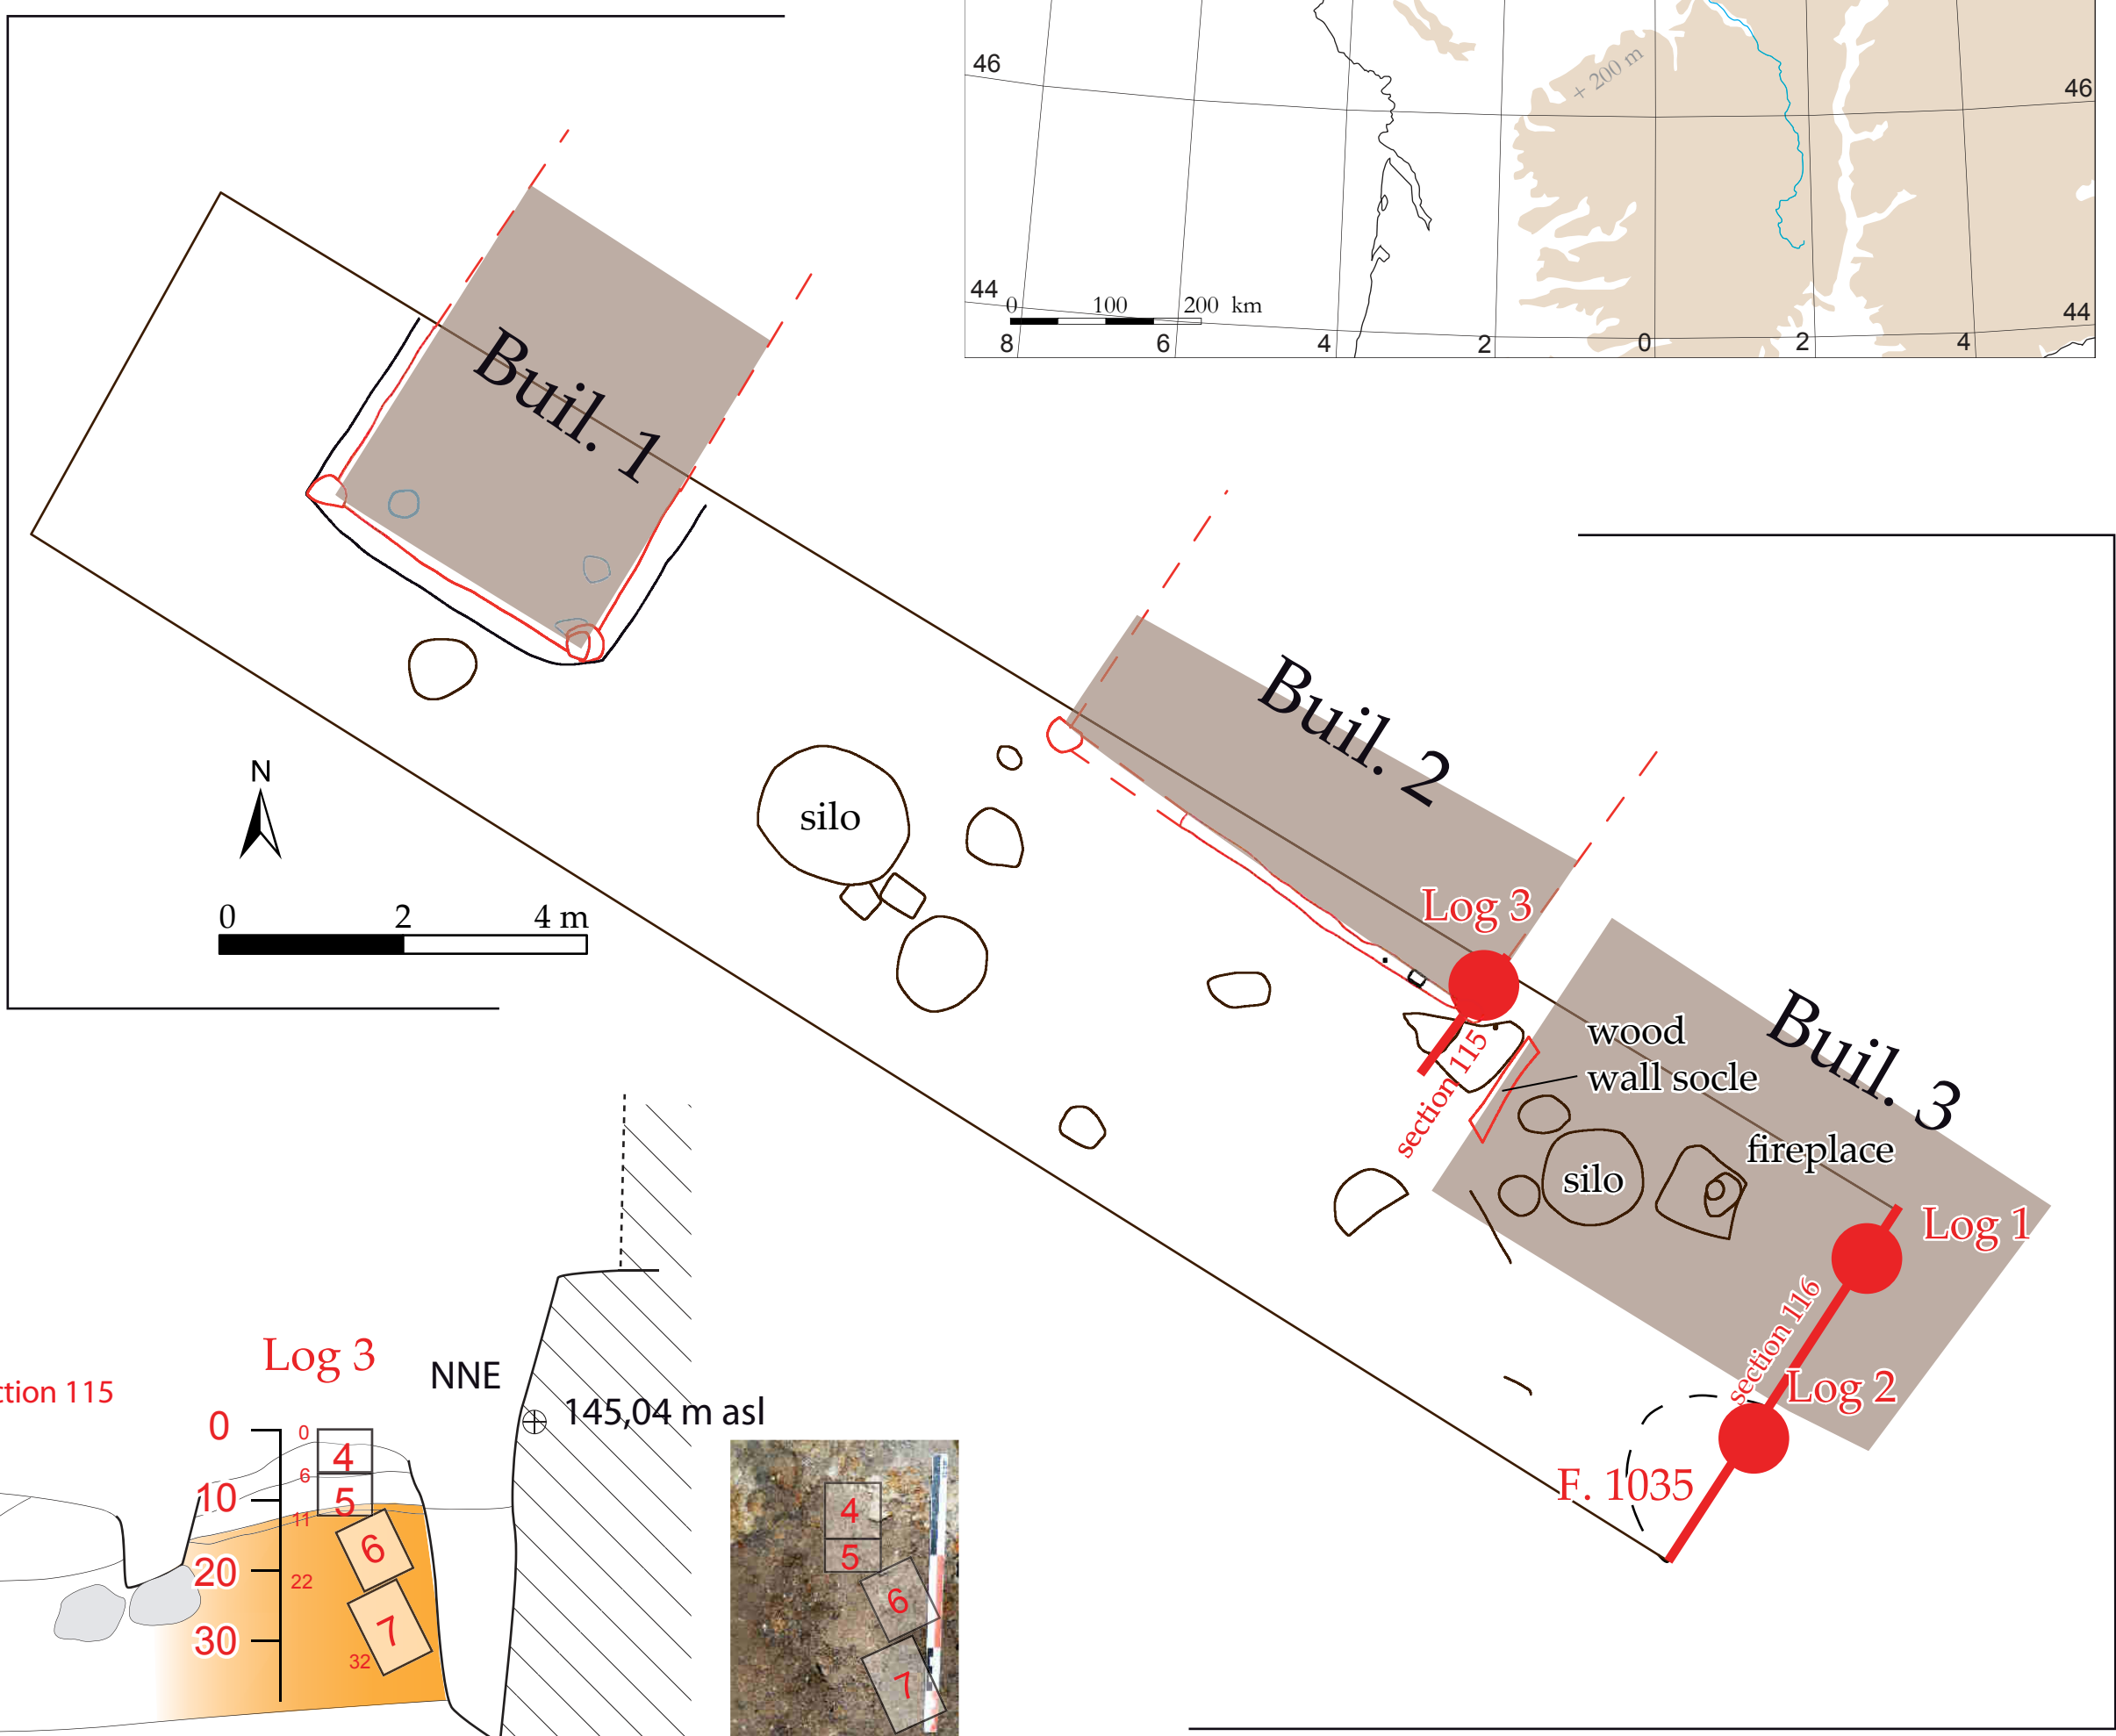 46
+ 200 m
46
44
0 100 200 km
44
8 6 4 2 0 2 4
Buil. 1
Buil. 2
N
silo
0 2 4 m
Log 3
Buil. 3
wood
wall socle
section 115
fireplace
silo
Log 1
section 116
Log 2
F. 1035
Log 3
NNE
ction 115
145,04 m asl
0
10
20
30
0
6
11
22
32
4
5
6
7
4
5
6
7